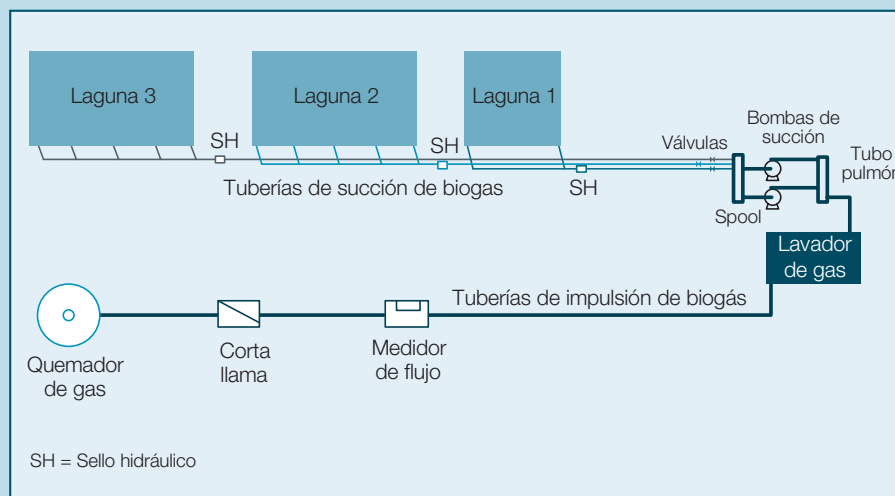 Laguna 3
Laguna 2
Laguna 1
SH
SH
SH
Válvulas
Bombas de
succión
Tubo
pulmón
Tuberías de succión de biogas
Spool
Lavador
de gas
Tuberías de impulsión de biogás
Quemador
de gas
Corta
llama
Medidor
de flujo
SH = Sello hidráulico